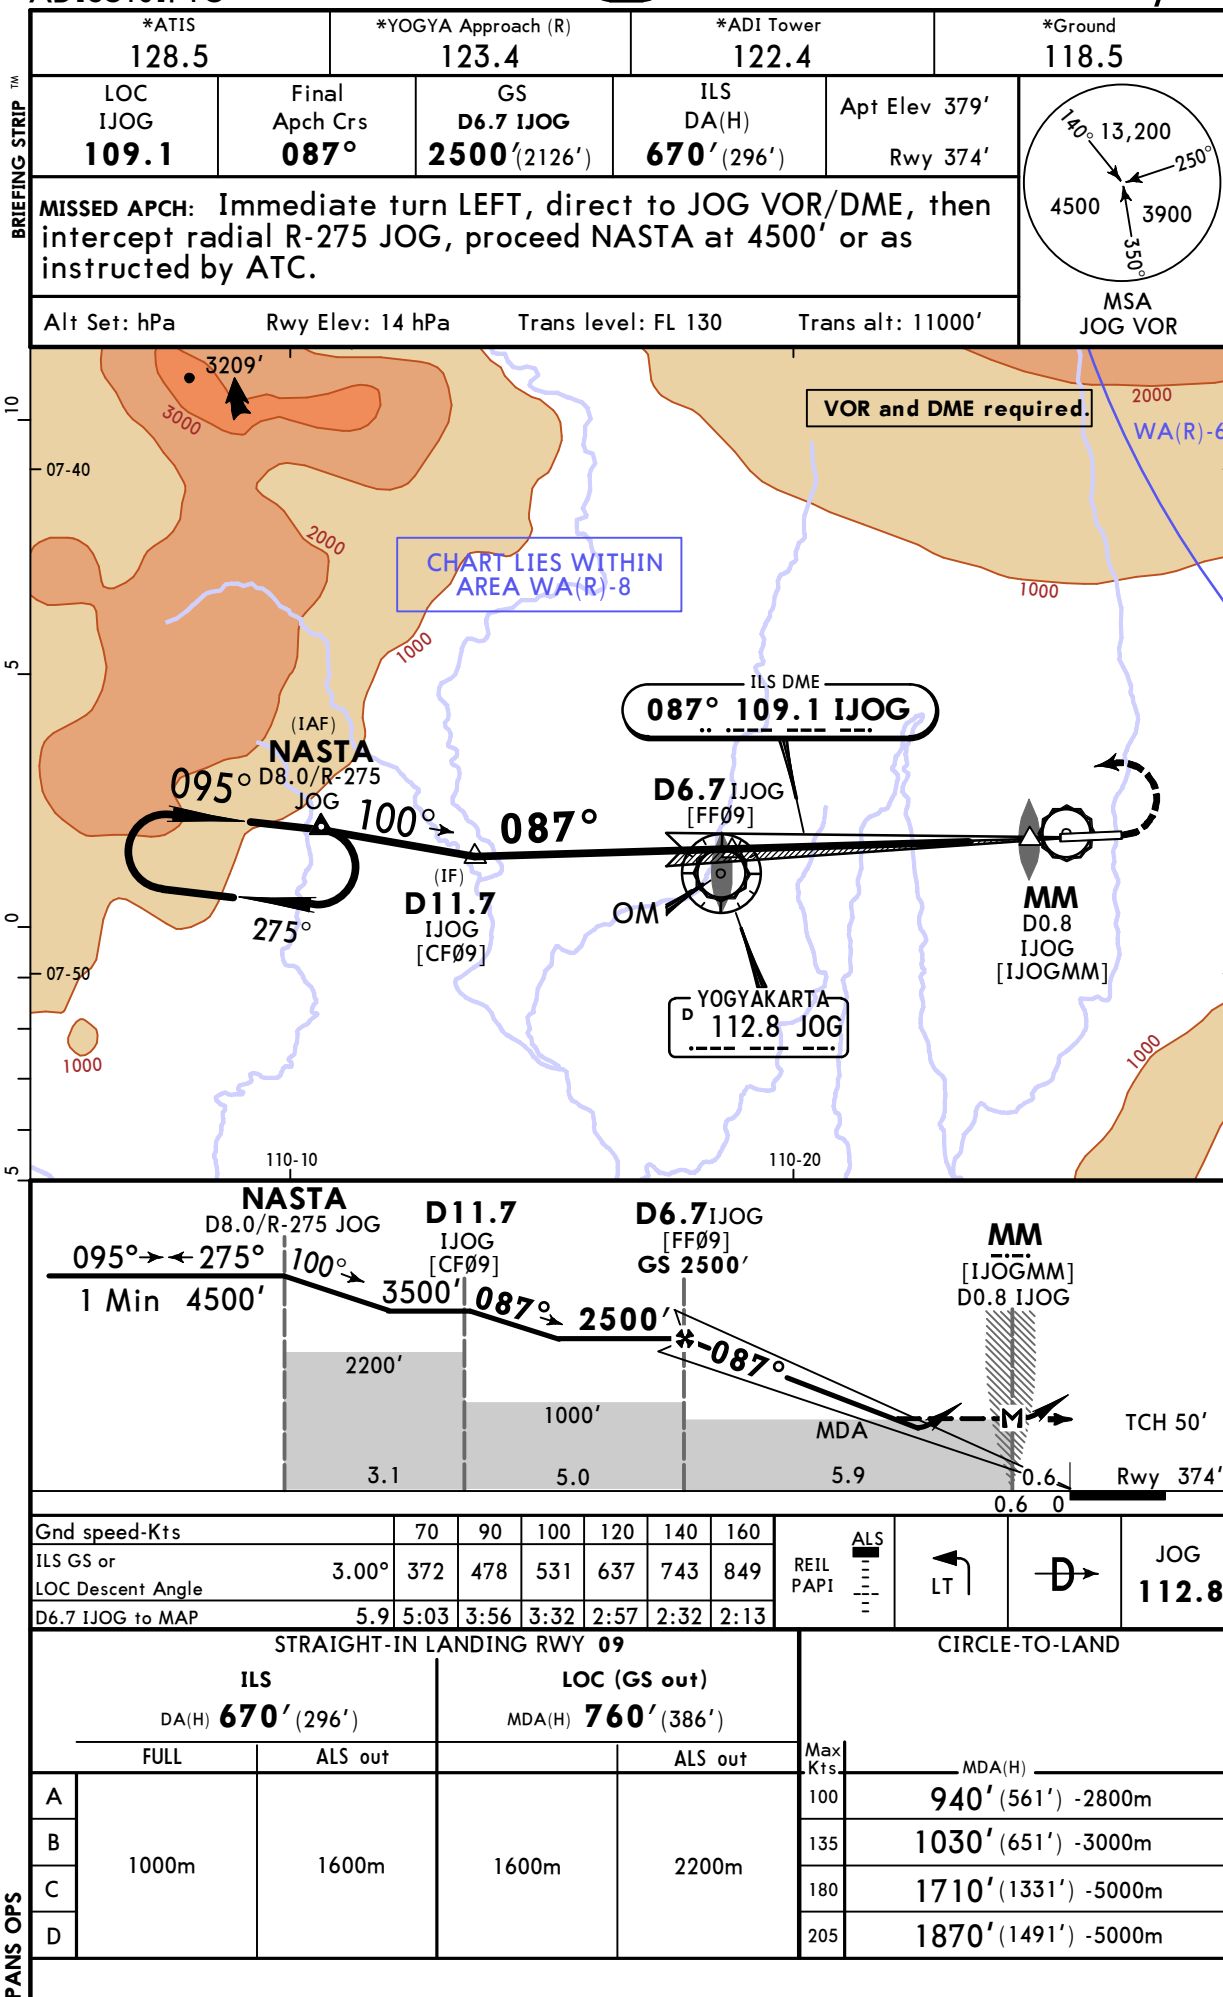 BRIEFING STRIP ™
*ATIS
128.5
*YOGYA Approach (R)
123.4
*ADI Tower
122.4
*Ground
118.5
LOC
IJOG
109.1
Final
Apch Crs
087°
GS
D6.7 IJOG
2500'(2126')
ILS
DA(H)
670'(296')
Apt Elev 379'
Rwy 374'
MISSED APCH: Immediate turn LEFT, direct to JOG VOR/DME, then
intercept radial R-275 JOG, proceed NASTA at 4500' or as
instructed by ATC.
Alt Set: hPa Rwy Elev: 14 hPa Trans level: FL 130 Trans alt: 11000'
140°
13,200
250°
4500
3900
350°
MSA
JOG VOR
3209'
3000
VOR and DME required.
2000
WA(R)-6
10
07-40
2000
CHART LIES WITHIN
AREA WA(R)-8
1000
1000
5
ILS DME
087° 109.1 IJOG
(IAF)
NASTA
D8.0/R-275
JOG
095°
100°
087°
D6.7 IJOG
[FF09]
(IF)
D11.7
IJOG
[CF09]
275°
OM
MM
D0.8
IJOG
[IJOGMM]
0
07-50
YOGYAKARTA
D 112.8 JOG
1000
1000
5
110-10
110-20
NASTA
D8.0/R-275 JOG
D11.7
IJOG
[CF09]
D6.7 IJOG
[FF09]
GS 2500'
MM
[IJOGMM]
D0.8 IJOG
095° 275°
1 Min 4500'
100°
3500'
087°
2500'
087°
2200'
1000'
MDA
M
TCH 50'
3.1
5.0
5.9
0.6
Rwy 374'
0.6 0
Gnd speed-Kts 70 90 100 120 140 160
ILS GS or
LOC Descent Angle 3.00° 372 478 531 637 743 849
D6.7 IJOG to MAP 5.9 5:03 3:56 3:32 2:57 2:32 2:13
REIL
PAPI
ALS
LT
D
JOG
112.8
STRAIGHT-IN LANDING RWY 09
CIRCLE-TO-LAND
ILS
DA(H) 670'(296')
LOC (GS out)
MDA(H) 760'(386')
FULL
ALS out
ALS out
Max
Kts
MDA(H)
A
B
C
D
1000m
1600m
1600m
2200m
100 940'(561') -2800m
135 1030'(651') -3000m
180 1710'(1331') -5000m
205 1870'(1491') -5000m
PANS OPS